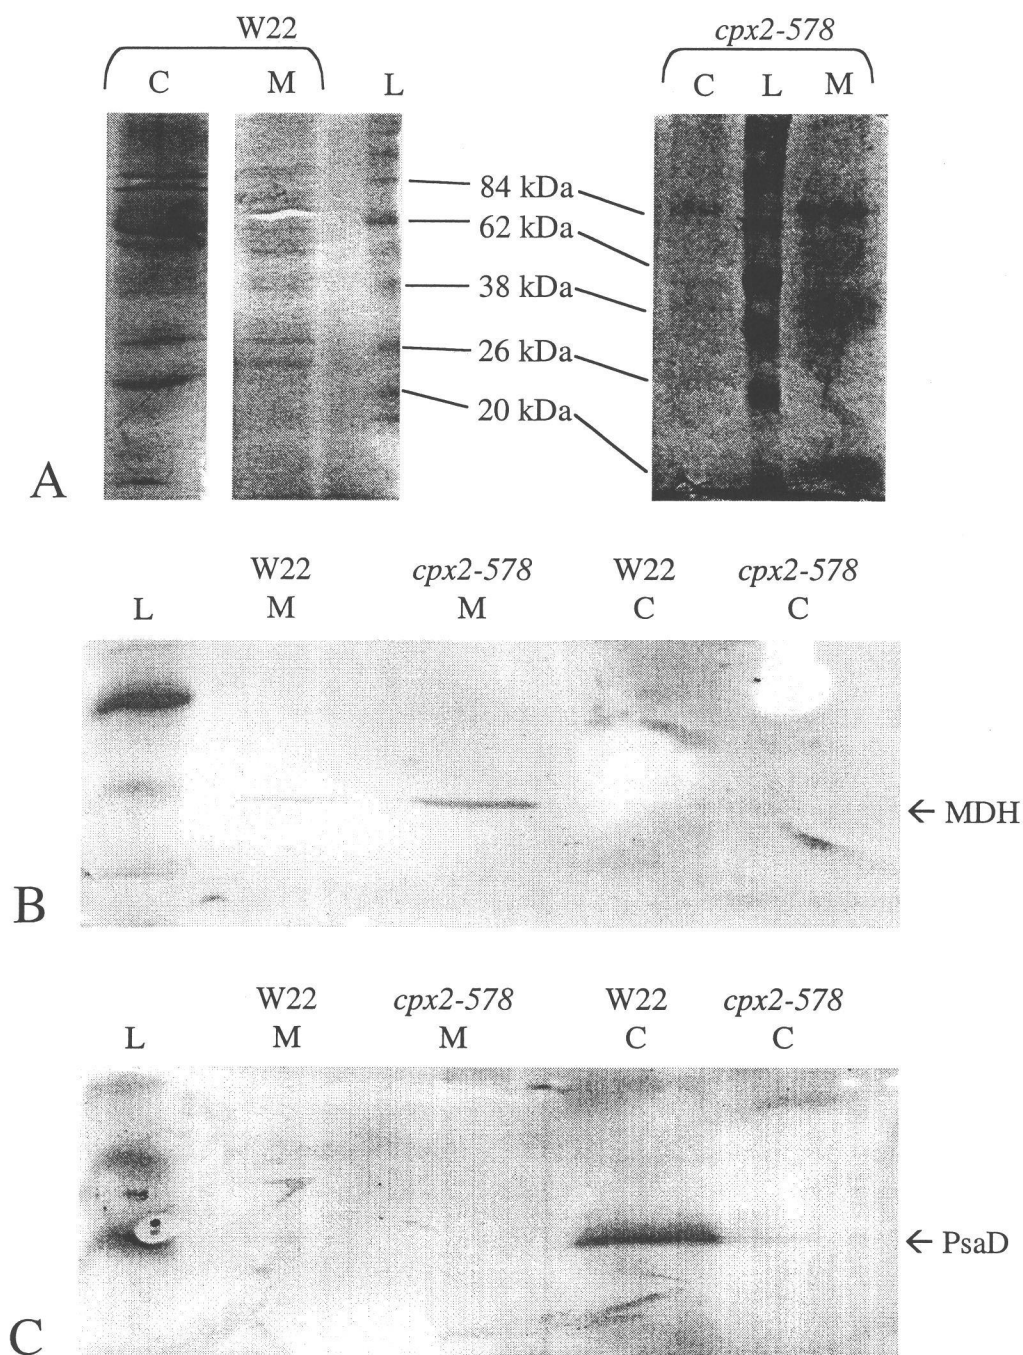 W22 cpx2-578
C M L C L M
84 kDa
62 kDa
38 kDa
26 kDa
20 kDa
A
W22 cpx2-578 W22 cpx2-578
L M M C C
← MDH
B
W22 cpx2-578 W22 cpx2-578
L M M C C
← PsaD
C